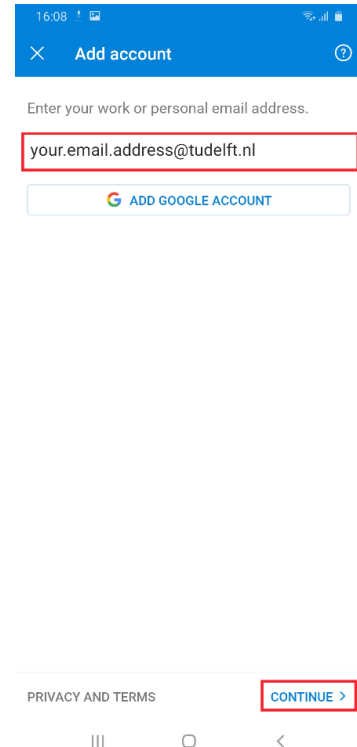 16:08
Add account
Enter your work or personal email address.
your.email.address@tudelft.nl
G ADD GOOGLE ACCOUNT
PRIVACY AND TERMS
CONTINUE >